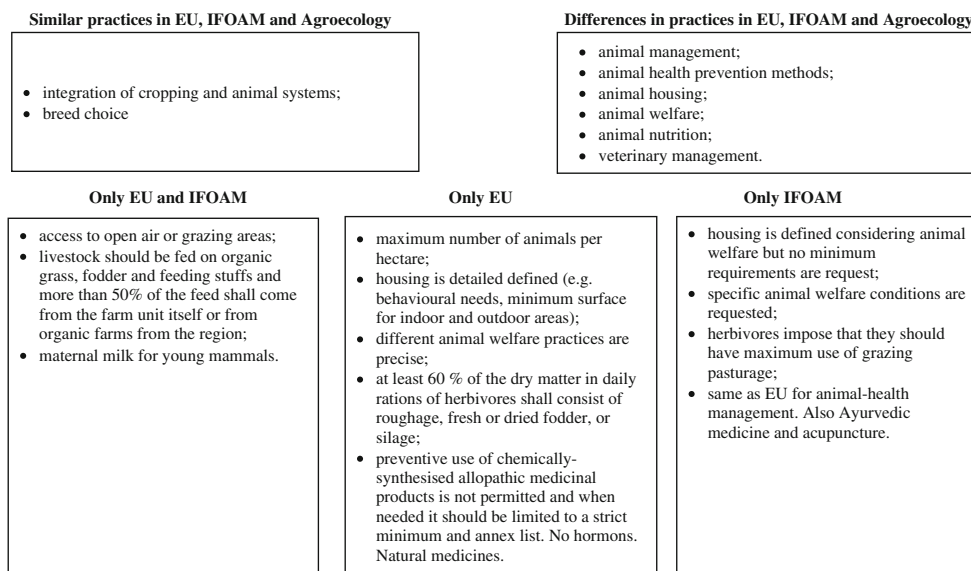 Similar practices in EU, IFOAM and Agroecology
• integration of cropping and animal systems;
• breed choice
Differences in practices in EU, IFOAM and Agroecology
• animal management;
• animal health prevention methods;
• animal housing;
• animal welfare;
• animal nutrition;
• veterinary management.
Only EU and IFOAM
• access to open air or grazing areas;
• livestock should be fed on organic
grass, fodder and feeding stuffs and
more than 50% of the feed shall come
from the farm unit itself or from
organic farms from the region;
• maternal milk for young mammals.
Only EU
• maximum number of animals per
hectare;
• housing is detailed defined (e.g.
behavioural needs, minimum surface
for indoor and outdoor areas);
• different animal welfare practices are
precise;
• at least 60 % of the dry matter in daily
rations of herbivores shall consist of
roughage, fresh or dried fodder, or
silage;
• preventive use of chemically-
synthesised allopathic medicinal
products is not permitted and when
needed it should be limited to a strict
minimum and annex list. No hormons.
Natural medicines.
Only IFOAM
• housing is defined considering animal
welfare but no minimum
requirements are request;
• specific animal welfare conditions are
requested;
• herbivores impose that they should
have maximum use of grazing
pasturage;
• same as EU for animal-health
management. Also Ayurvedic
medicine and acupuncture.